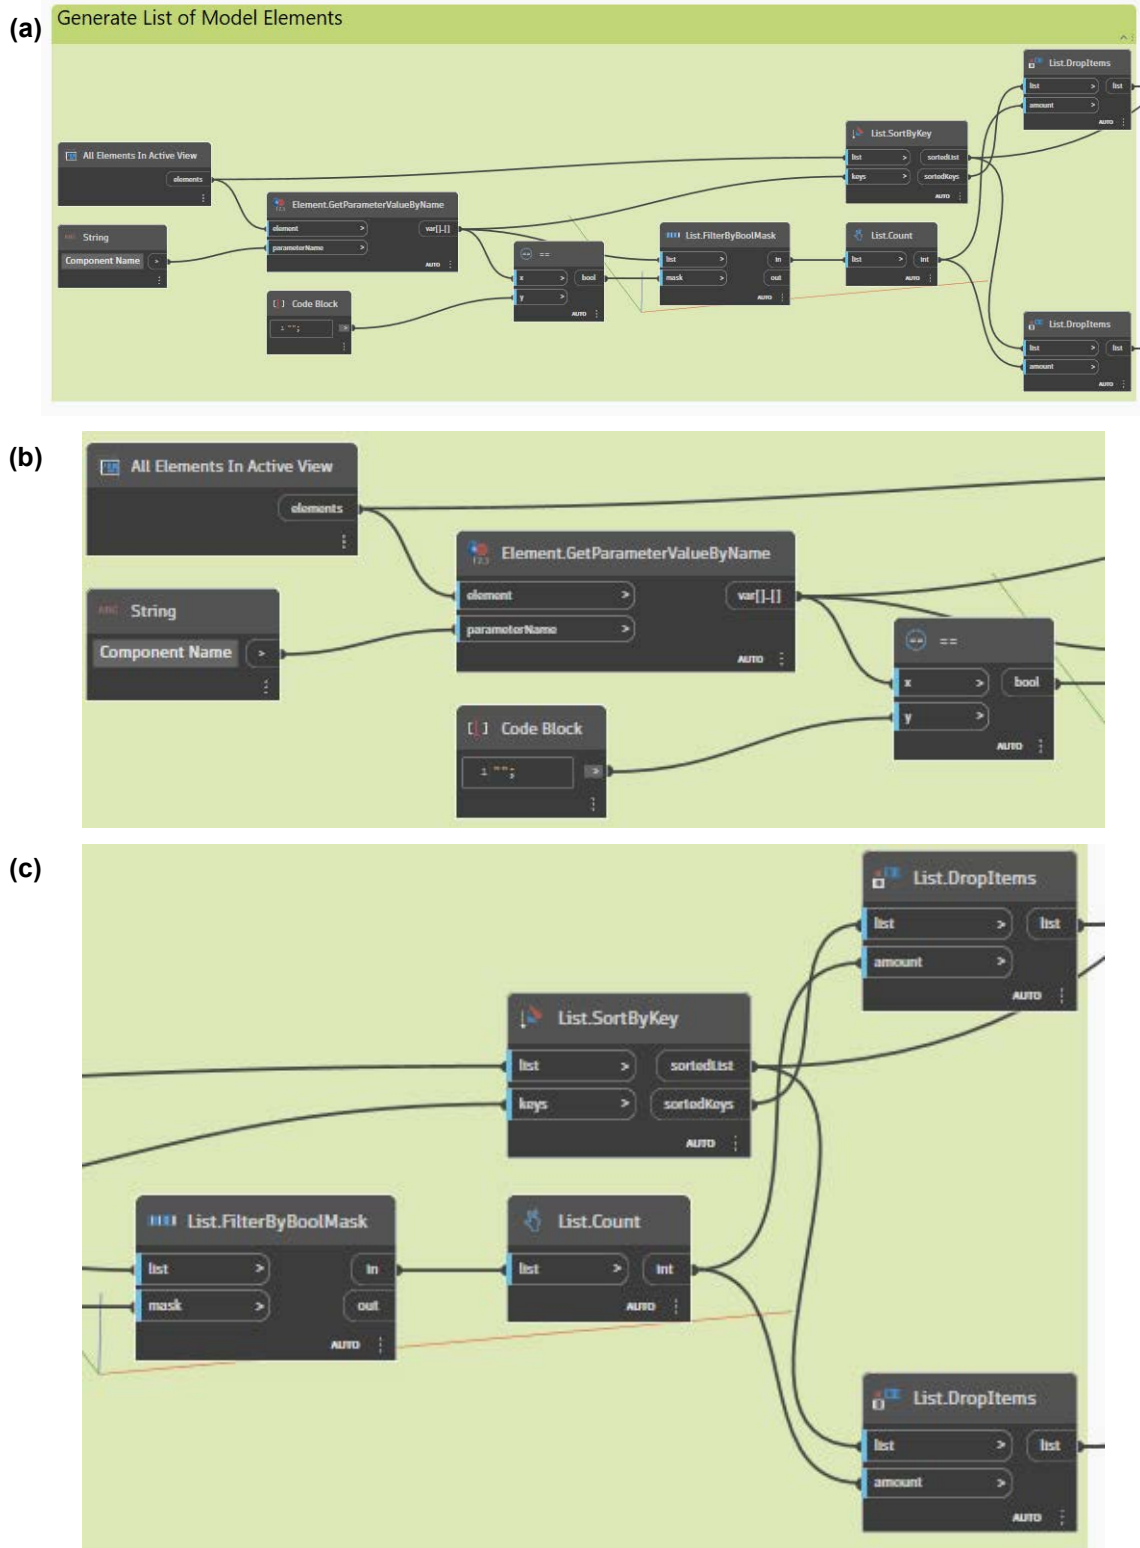 (a)
Generate List of Model Elements
List.DropItems
list > list
amount >
AUTO
List.SortByKey
list > sortedList
keys > sortedKeys
AUTO
All Elements In Active View
elements
String
Component Name >
Element.GetParameterValueByName
element > var[]..[]
parameterName >
AUTO
Code Block
1 "";
>
==
x > bool
y >
AUTO
List.FilterByBoolMask
list > in
mask > out
AUTO
List.Count
list > int
AUTO
List.DropItems
list > list
amount >
AUTO
(b)
All Elements In Active View
elements
ABC String
Component Name >
Element.GetParameterValueByName
element > var[]..[]
parameterName >
AUTO
Code Block
1 "";
>
==
x > bool
y >
AUTO
(c)
List.DropItems
list > list
amount >
AUTO
List.SortByKey
list > sortedList
keys > sortedKeys
AUTO
List.FilterByBoolMask
list > in
mask > out
AUTO
List.Count
list > int
AUTO
List.DropItems
list > list
amount >
AUTO